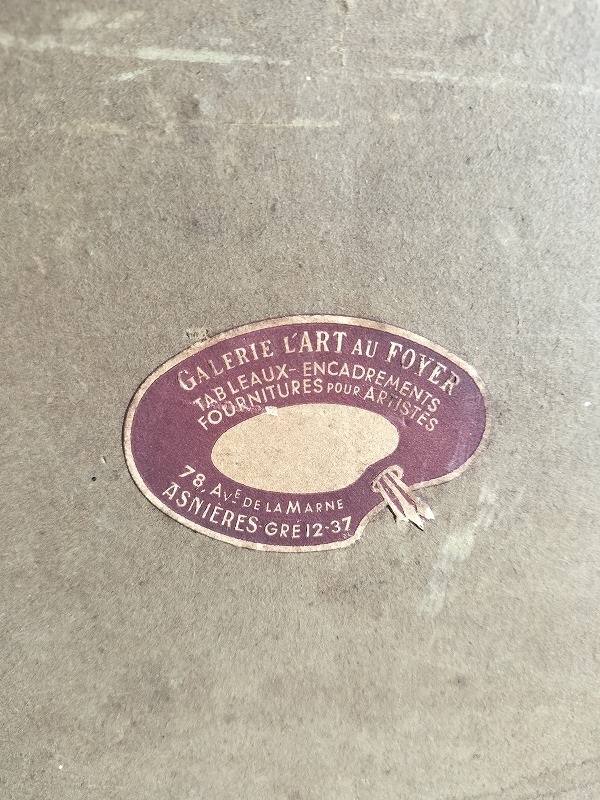 GALERIE L'ART AU FOYER
TABLEAUX-ENCADREMENTS
FOURNITURES POUR ARTISTES
78, AVE DE LA MARNE
ASNIÈRES-GRÉ 12-37